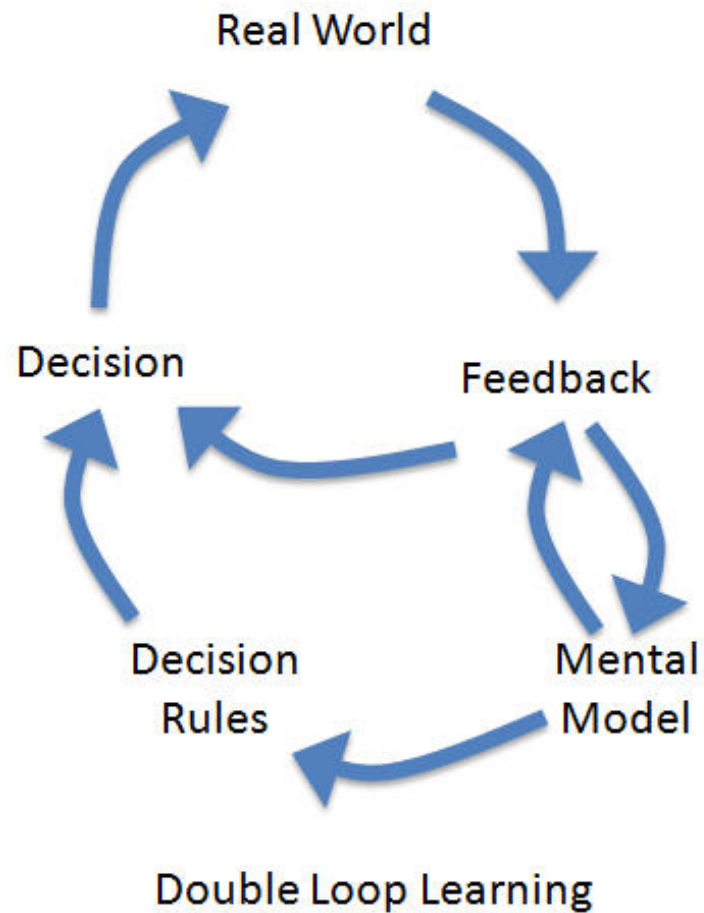 Real World
Decision
Feedback
Decision
Rules
Mental
Model
Double Loop Learning